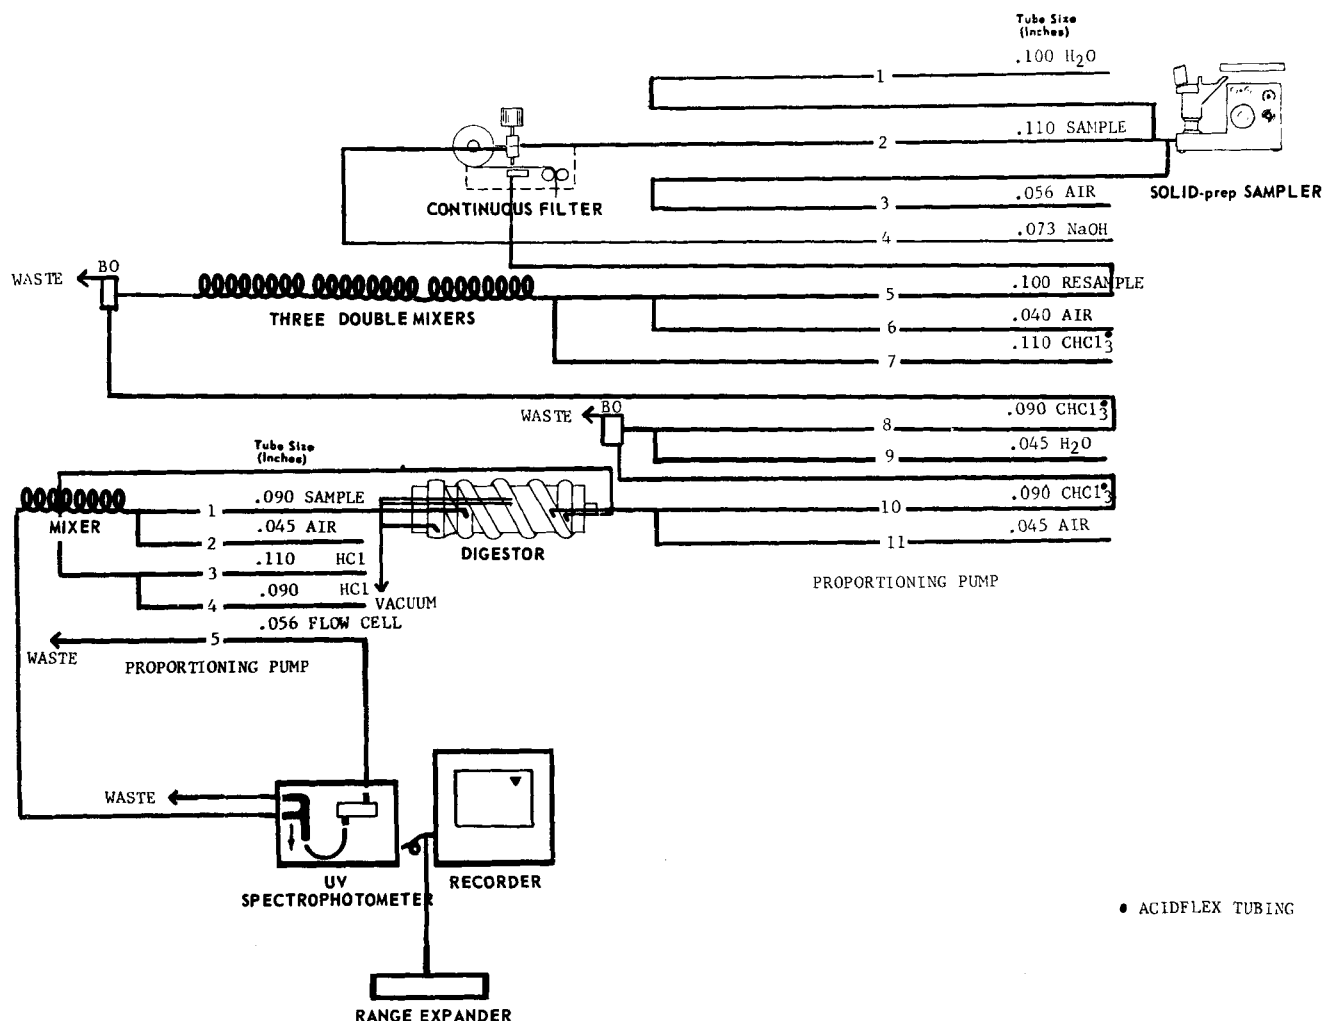 Tube Size
(Inches)
1 .100 H2O
2 .110 SAMPLE
SOLID-prep SAMPLER
3 .056 AIR
CONTINUOUS FILTER
4 .073 NaOH
WASTE BO
5 .100 RESAMPLE
THREE DOUBLE MIXERS
6 .040 AIR
7 .110 CHCl3•
8 .090 CHCl3•
WASTE BO
9 .045 H2O
10 .090 CHCl3•
11 .045 AIR
PROPORTIONING PUMP
Tube Size
(Inches)
MIXER
1 .090 SAMPLE
2 .045 AIR
3 .110 HCl
4 .090 HCl
DIGESTOR
VACUUM
5 .056 FLOW CELL
WASTE
PROPORTIONING PUMP
WASTE
UV
SPECTROPHOTOMETER
RECORDER
RANGE EXPANDER
• ACIDFLEX TUBING